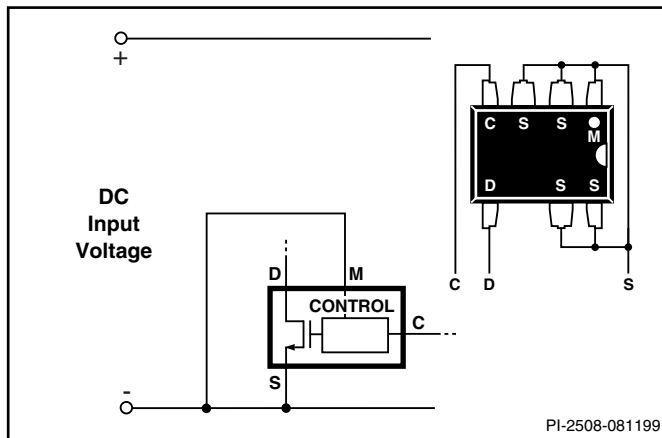 +
DC
Input
Voltage
D
M
CONTROL
C
S
-
C S S
M
D S S
C D S
PI-2508-081199